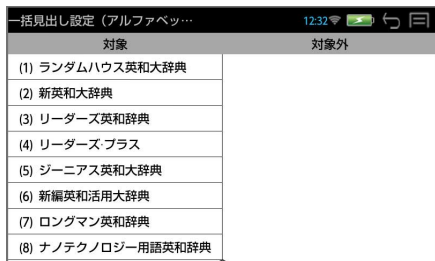 一括見出し設定（アルファベッ… 12:32
対象 対象外
(1) ランダムハウス英和大辞典
(2) 新英和大辞典
(3) リーダーズ英和辞典
(4) リーダーズ·プラス
(5) ジーニアス英和大辞典
(6) 新編英和活用大辞典
(7) ロングマン英和辞典
(8) ナノテクノロジー用語英和辞典